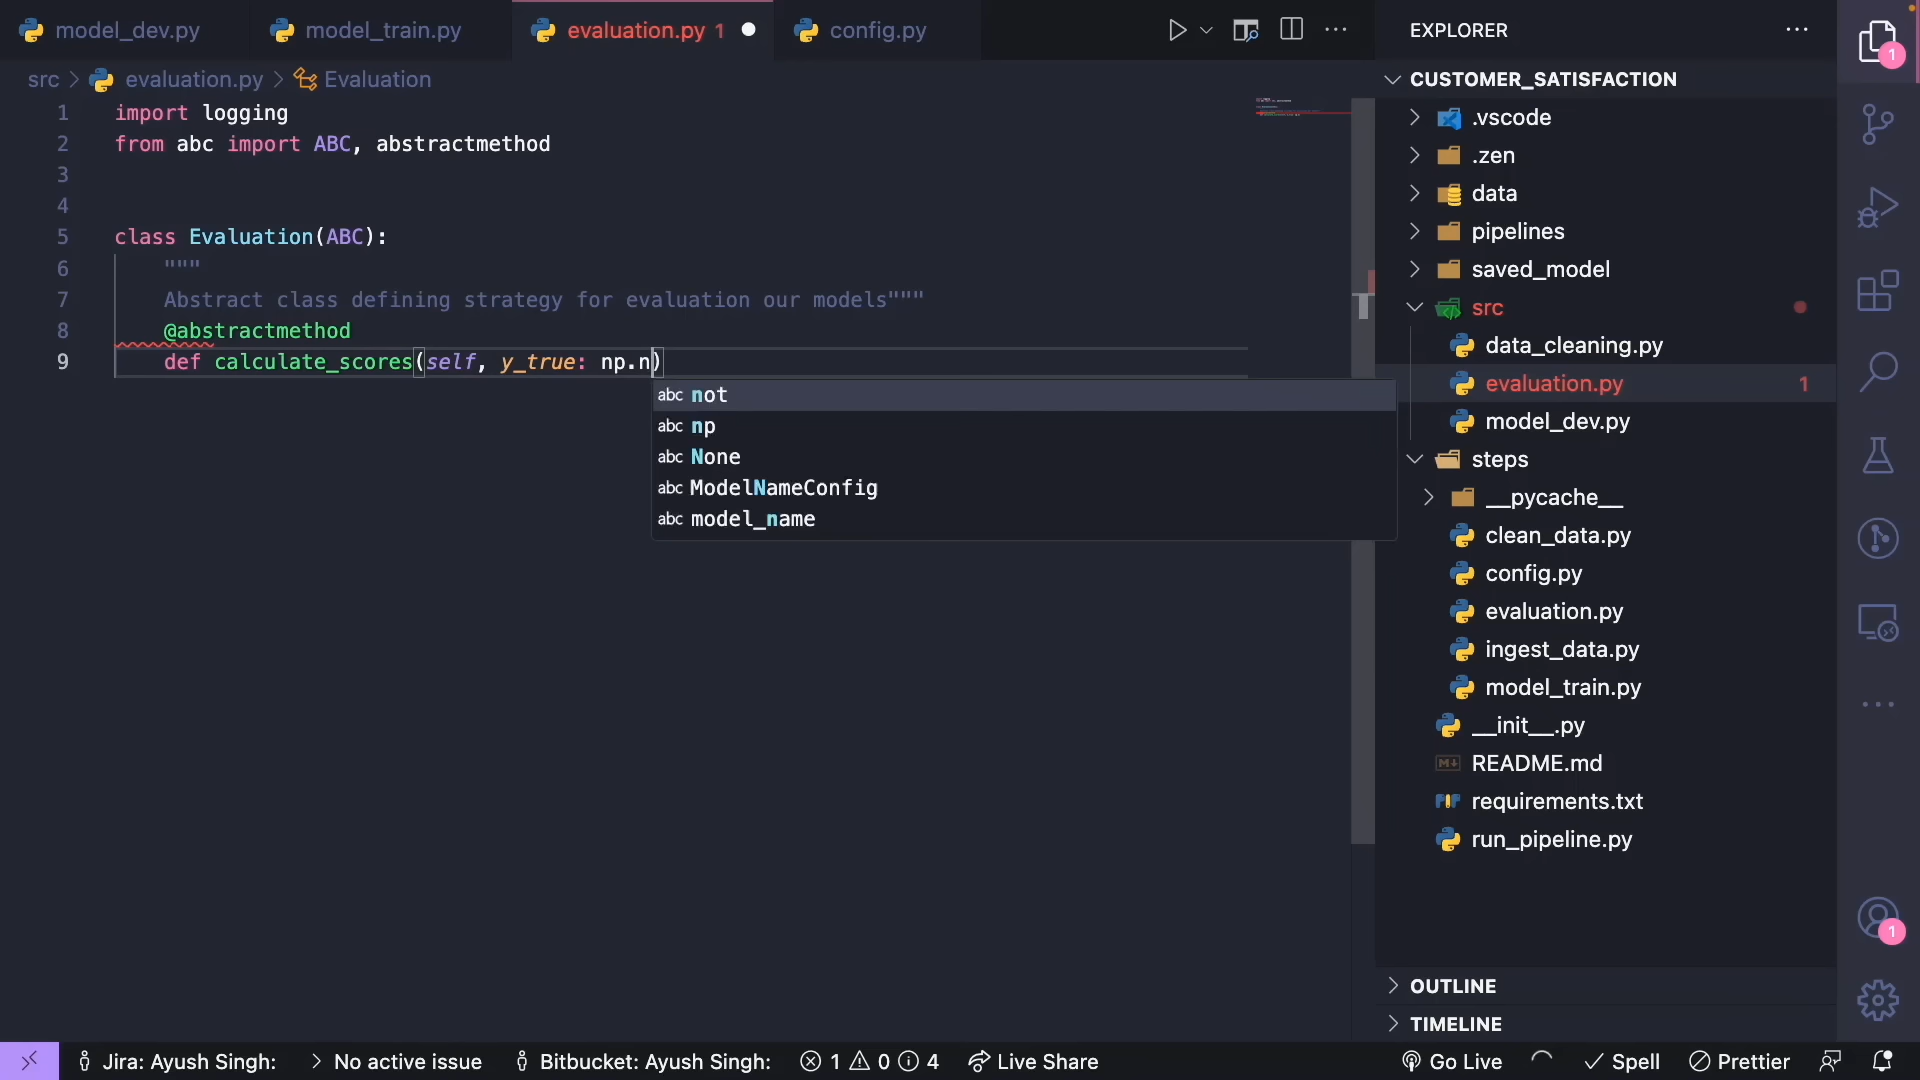 model_dev.py
model_train.py
evaluation.py 1
config.py
src > evaluation.py > Evaluation
1 import logging
2 from abc import ABC, abstractmethod
3
4
5 class Evaluation(ABC):
6 """
7 Abstract class defining strategy for evaluation our models"""
8 @abstractmethod
9 def calculate_scores(self, y_true: np.n)
abc not
abc np
abc None
abc ModelNameConfig
abc model_name
EXPLORER
CUSTOMER_SATISFACTION
.vscode
.zen
data
pipelines
saved_model
src
data_cleaning.py
evaluation.py 1
model_dev.py
steps
__pycache__
clean_data.py
config.py
evaluation.py
ingest_data.py
model_train.py
__init__.py
README.md
requirements.txt
run_pipeline.py
OUTLINE
TIMELINE
1
1
Jira: Ayush Singh: > No active issue Bitbucket: Ayush Singh: 1 0 4 Live Share Go Live Spell Prettier